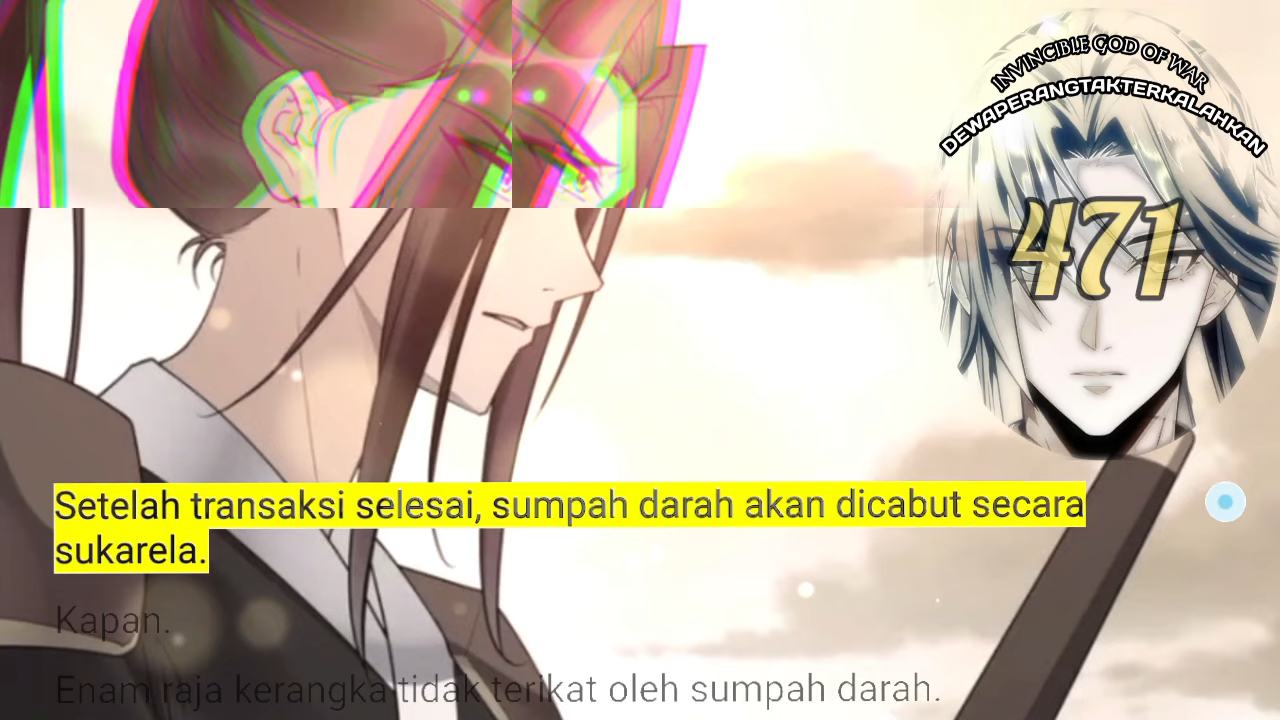 INVINCIBLE GOD OF WAR
DEWAPERANGTAKTERKALAHKAN
471
Setelah transaksi selesai, sumpah darah akan dicabut secara
sukarela.
Kapan.
Enam raja kerangka tidak terikat oleh sumpah darah.